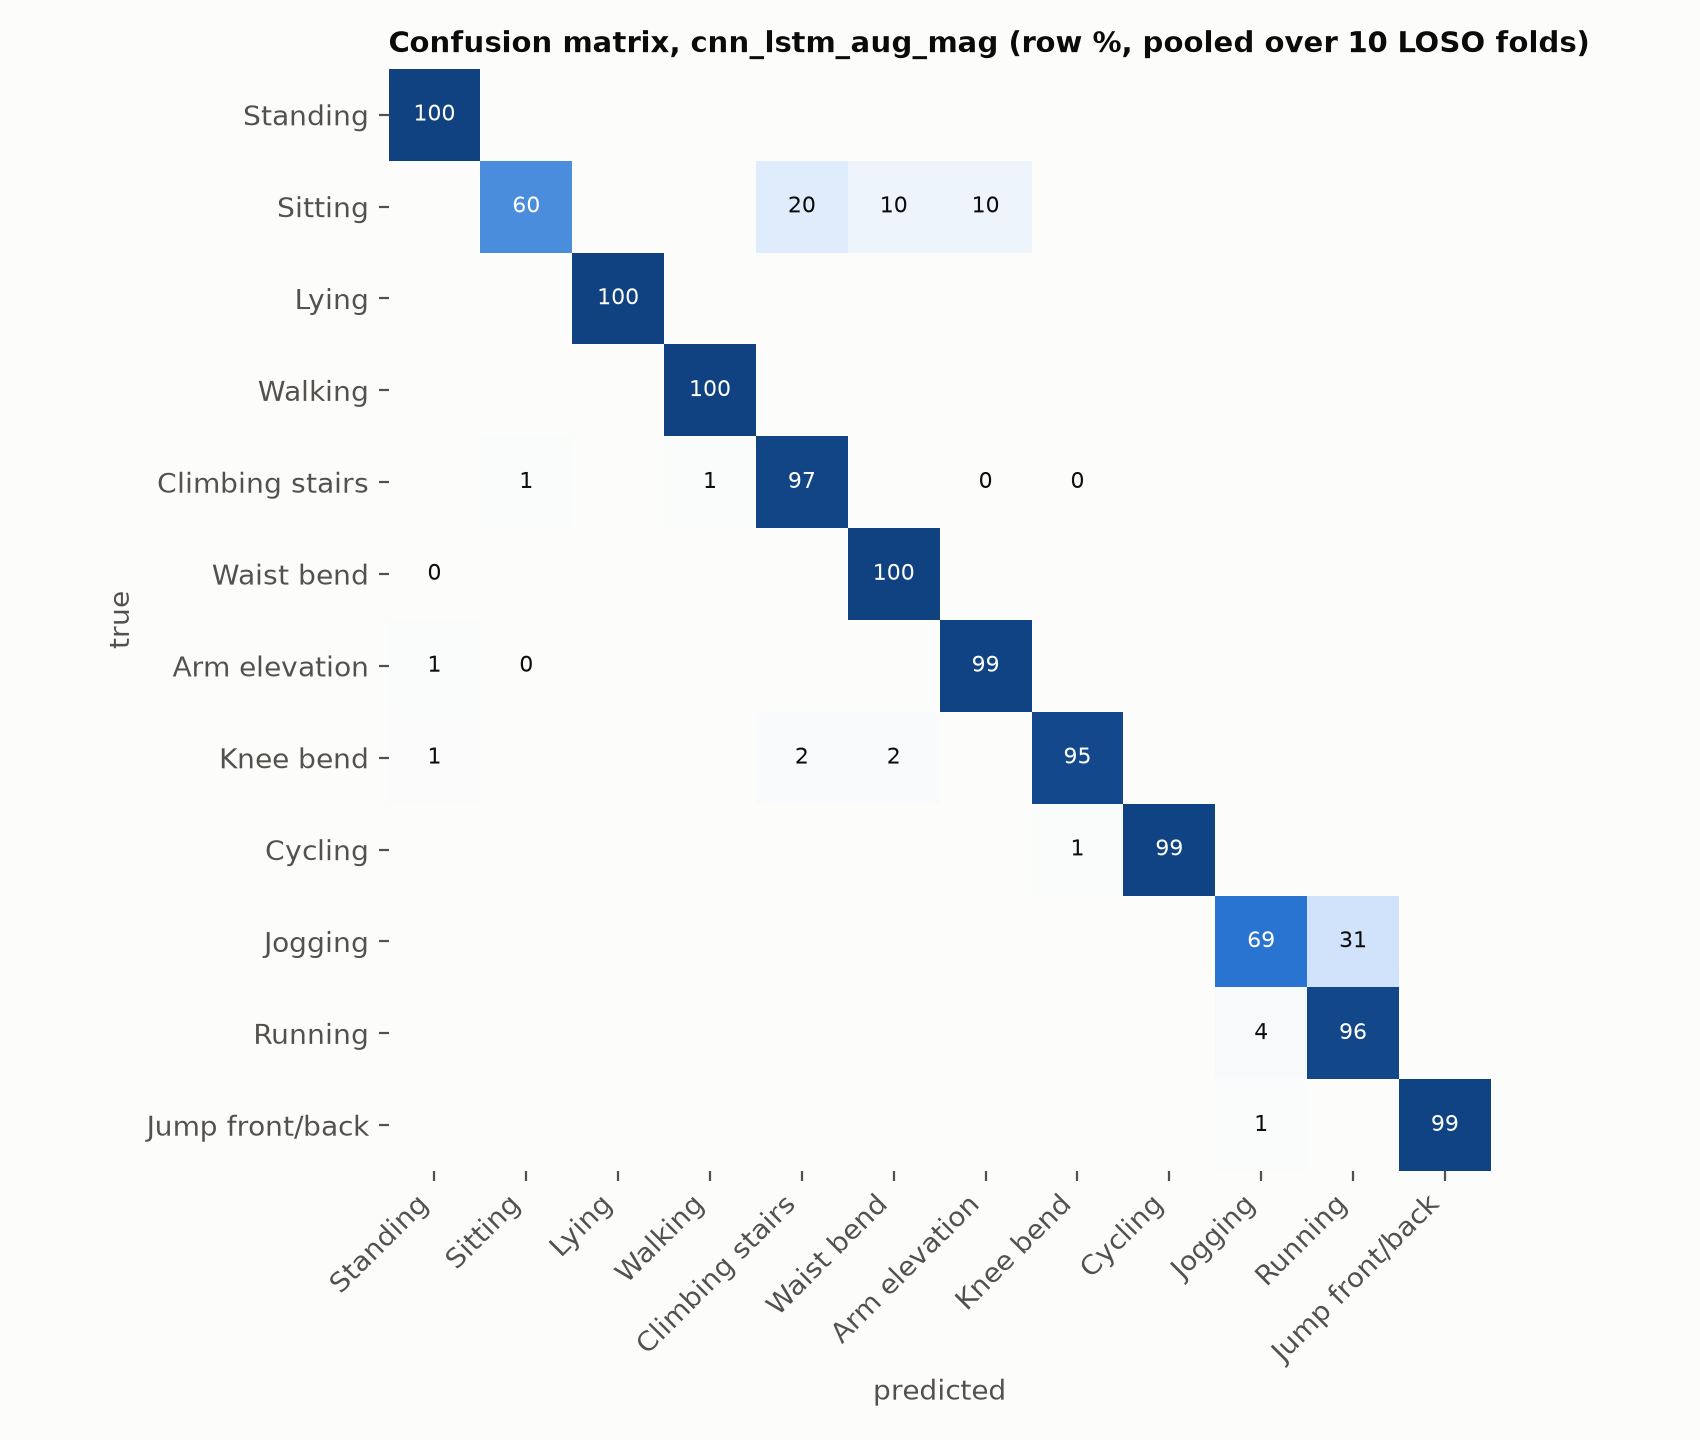 Confusion matrix, cnn_lstm_aug_mag (row %, pooled over 10 LOSO folds)
Standing 100
Sitting 60 20 10 10
Lying 100
Walking 100
Climbing stairs 1 1 97 0 0
Waist bend 0 100
Arm elevation 1 0 99
Knee bend 1 2 2 95
Cycling 1 99
Jogging 69 31
Running 4 96
Jump front/back 1 99
true
Standing
Sitting
Lying
Walking
Climbing stairs
Waist bend
Arm elevation
Knee bend
Cycling
Jogging
Running
Jump front/back
predicted